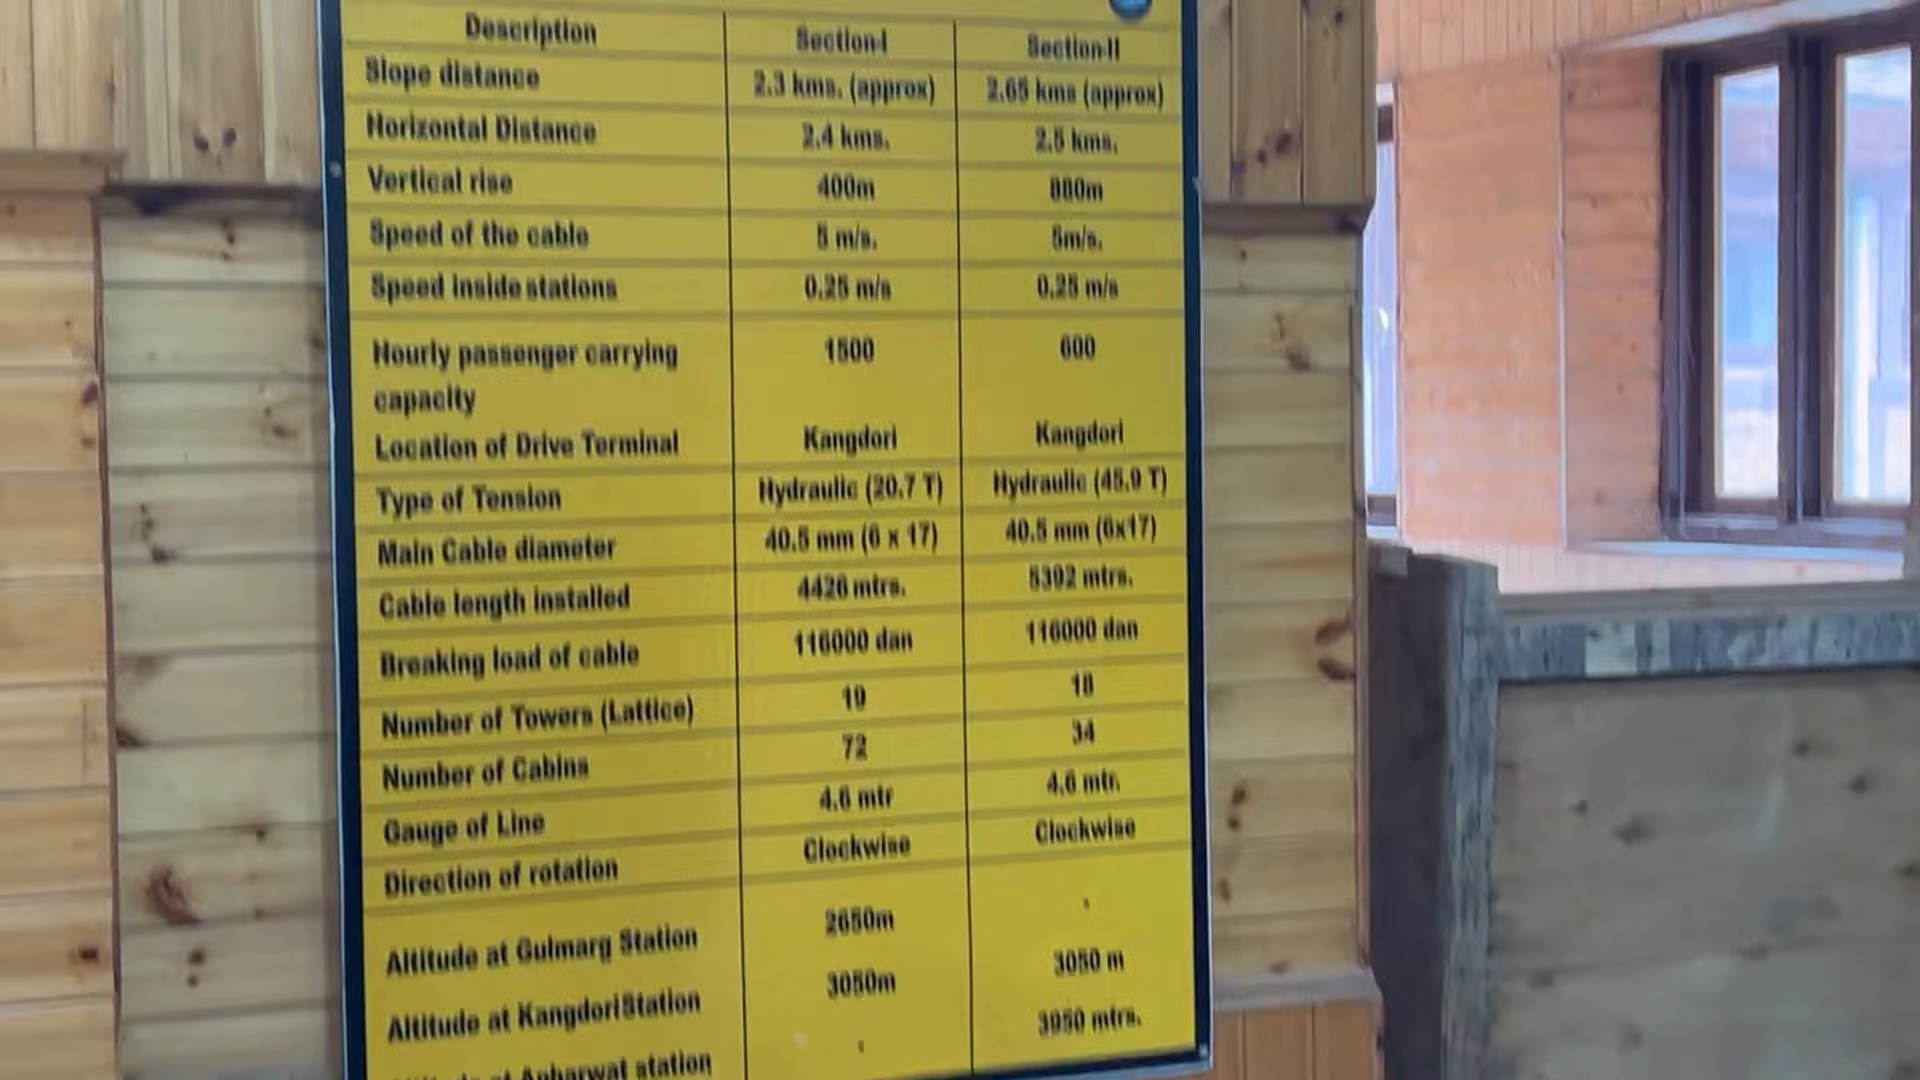 Description Section-I Section-II
Slope distance 2.3 kms. (approx) 2.65 kms (approx)
Horizontal Distance 2.4 kms. 2.5 kms.
Vertical rise 400m 880m
Speed of the cable 5 m/s. 5m/s.
Speed inside stations 0.25 m/s 0.25 m/s
Hourly passenger carrying 1500 600
capacity
Location of Drive Terminal Kangdori Kangdori
Type of Tension Hydraulic (20.7 T) Hydraulic (45.9 T)
Main Cable diameter 40.5 mm (6 x 17) 40.5 mm (6x17)
Cable length installed 4426 mtrs. 5392 mtrs.
Breaking load of cable 116000 dan 116000 dan
Number of Towers (Lattice) 19 18
Number of Cabins 72 34
Gauge of Line 4.6 mtr 4.6 mtr.
Direction of rotation Clockwise Clockwise
Altitude at Gulmarg Station 2650m
Altitude at Kangdori Station 3050m 3050 m
at Apharwat station 3950 mtrs.